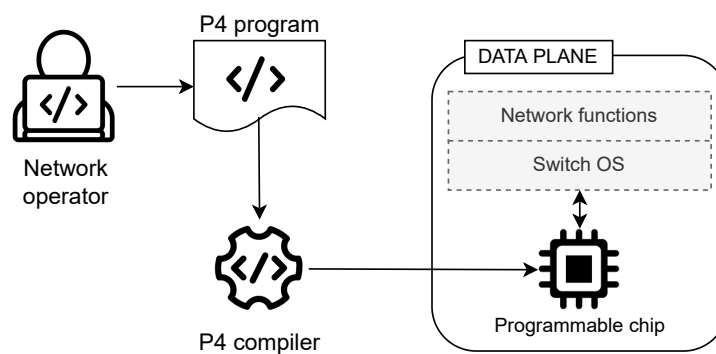 P4 program
DATA PLANE
Network functions
Switch OS
Network
operator
P4 compiler
Programmable chip